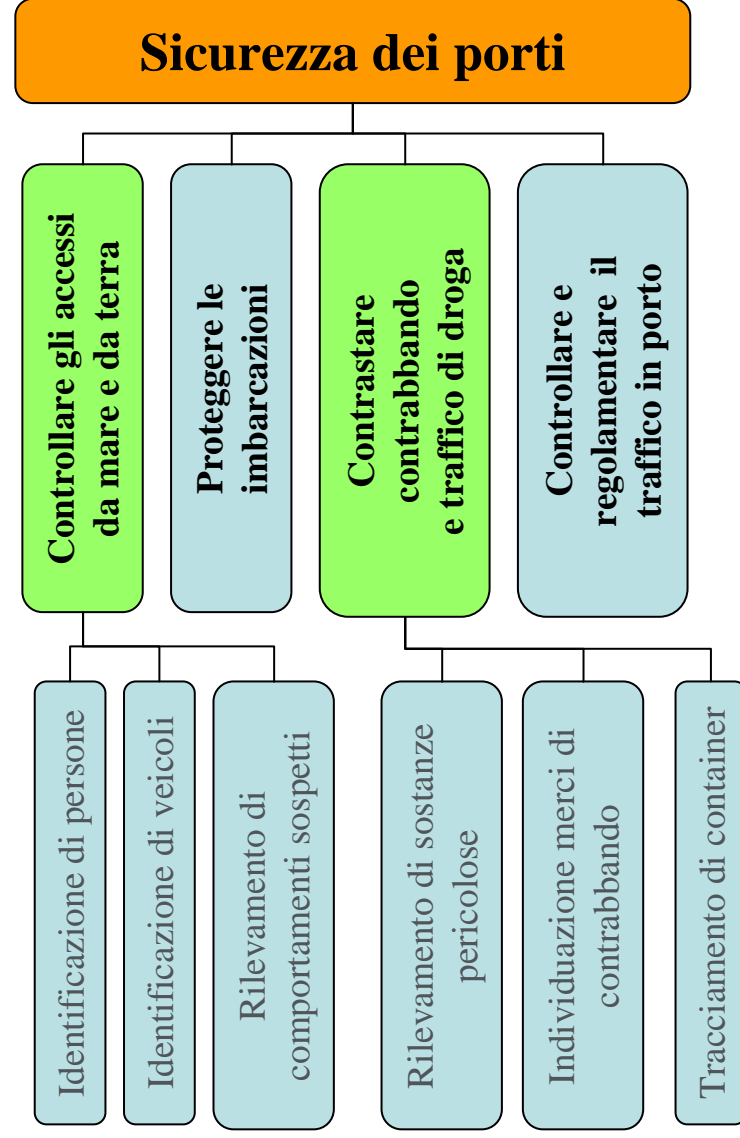 Sicurezza dei porti
Controllare gli accessi
da mare e da terra
Proteggere le
imbarcazioni
Contrastare
contrabbando
e traffico di droga
Controllare e
regolamentare il
traffico in porto
Identificazione di persone
Identificazione di veicoli
Rilevamento di
comportamenti sospetti
Rilevamento di sostanze
pericolose
Individuazione merci di
contrabbando
Tracciamento di container